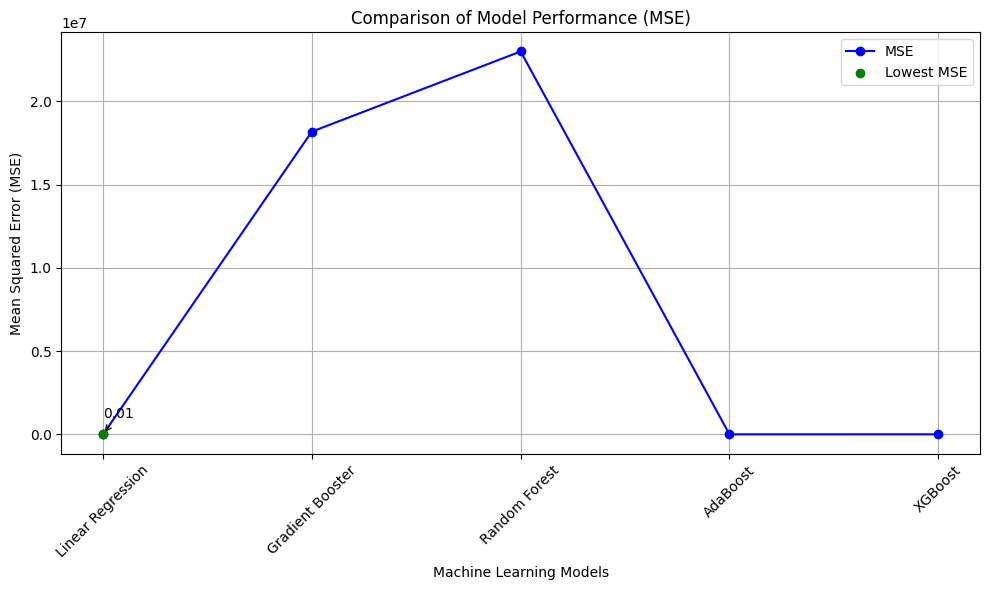 Comparison of Model Performance (MSE)
1e7
MSE
Lowest MSE
2.0
1.5
1.0
0.5
0.0
Mean Squared Error (MSE)
0.01
Linear Regression
Gradient Booster
Random Forest
AdaBoost
XGBoost
Machine Learning Models